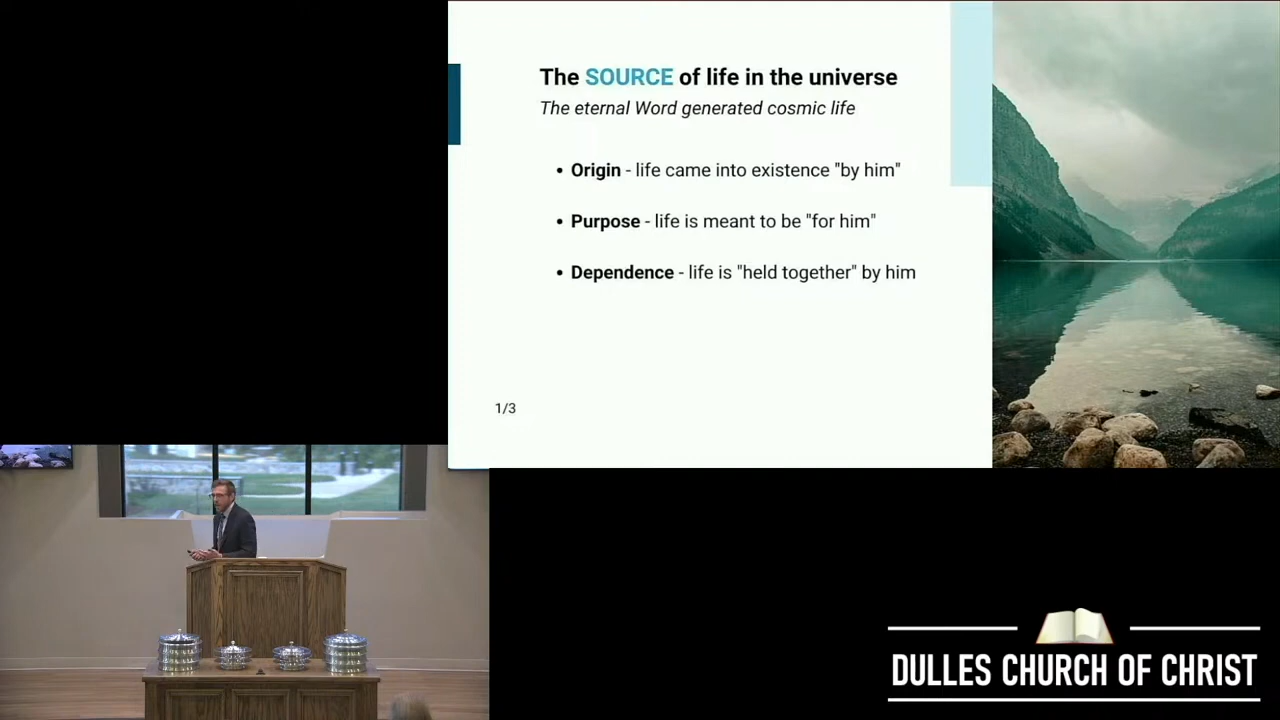 The SOURCE of life in the universe
The eternal Word generated cosmic life
• Origin - life came into existence "by him"
• Purpose - life is meant to be "for him"
• Dependence - life is "held together" by him
1/3
DULLES CHURCH OF CHRIST